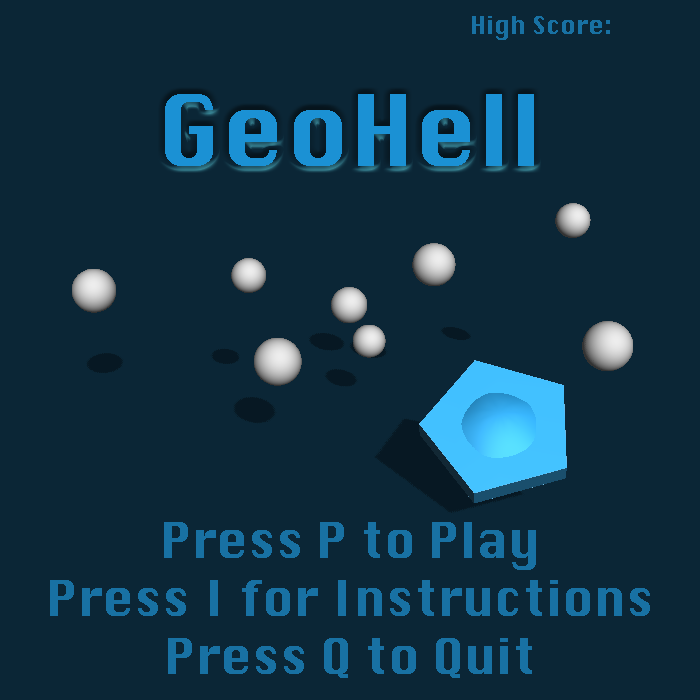 High Score:
GeoHell
Press P to Play
Press I for Instructions
Press Q to Quit